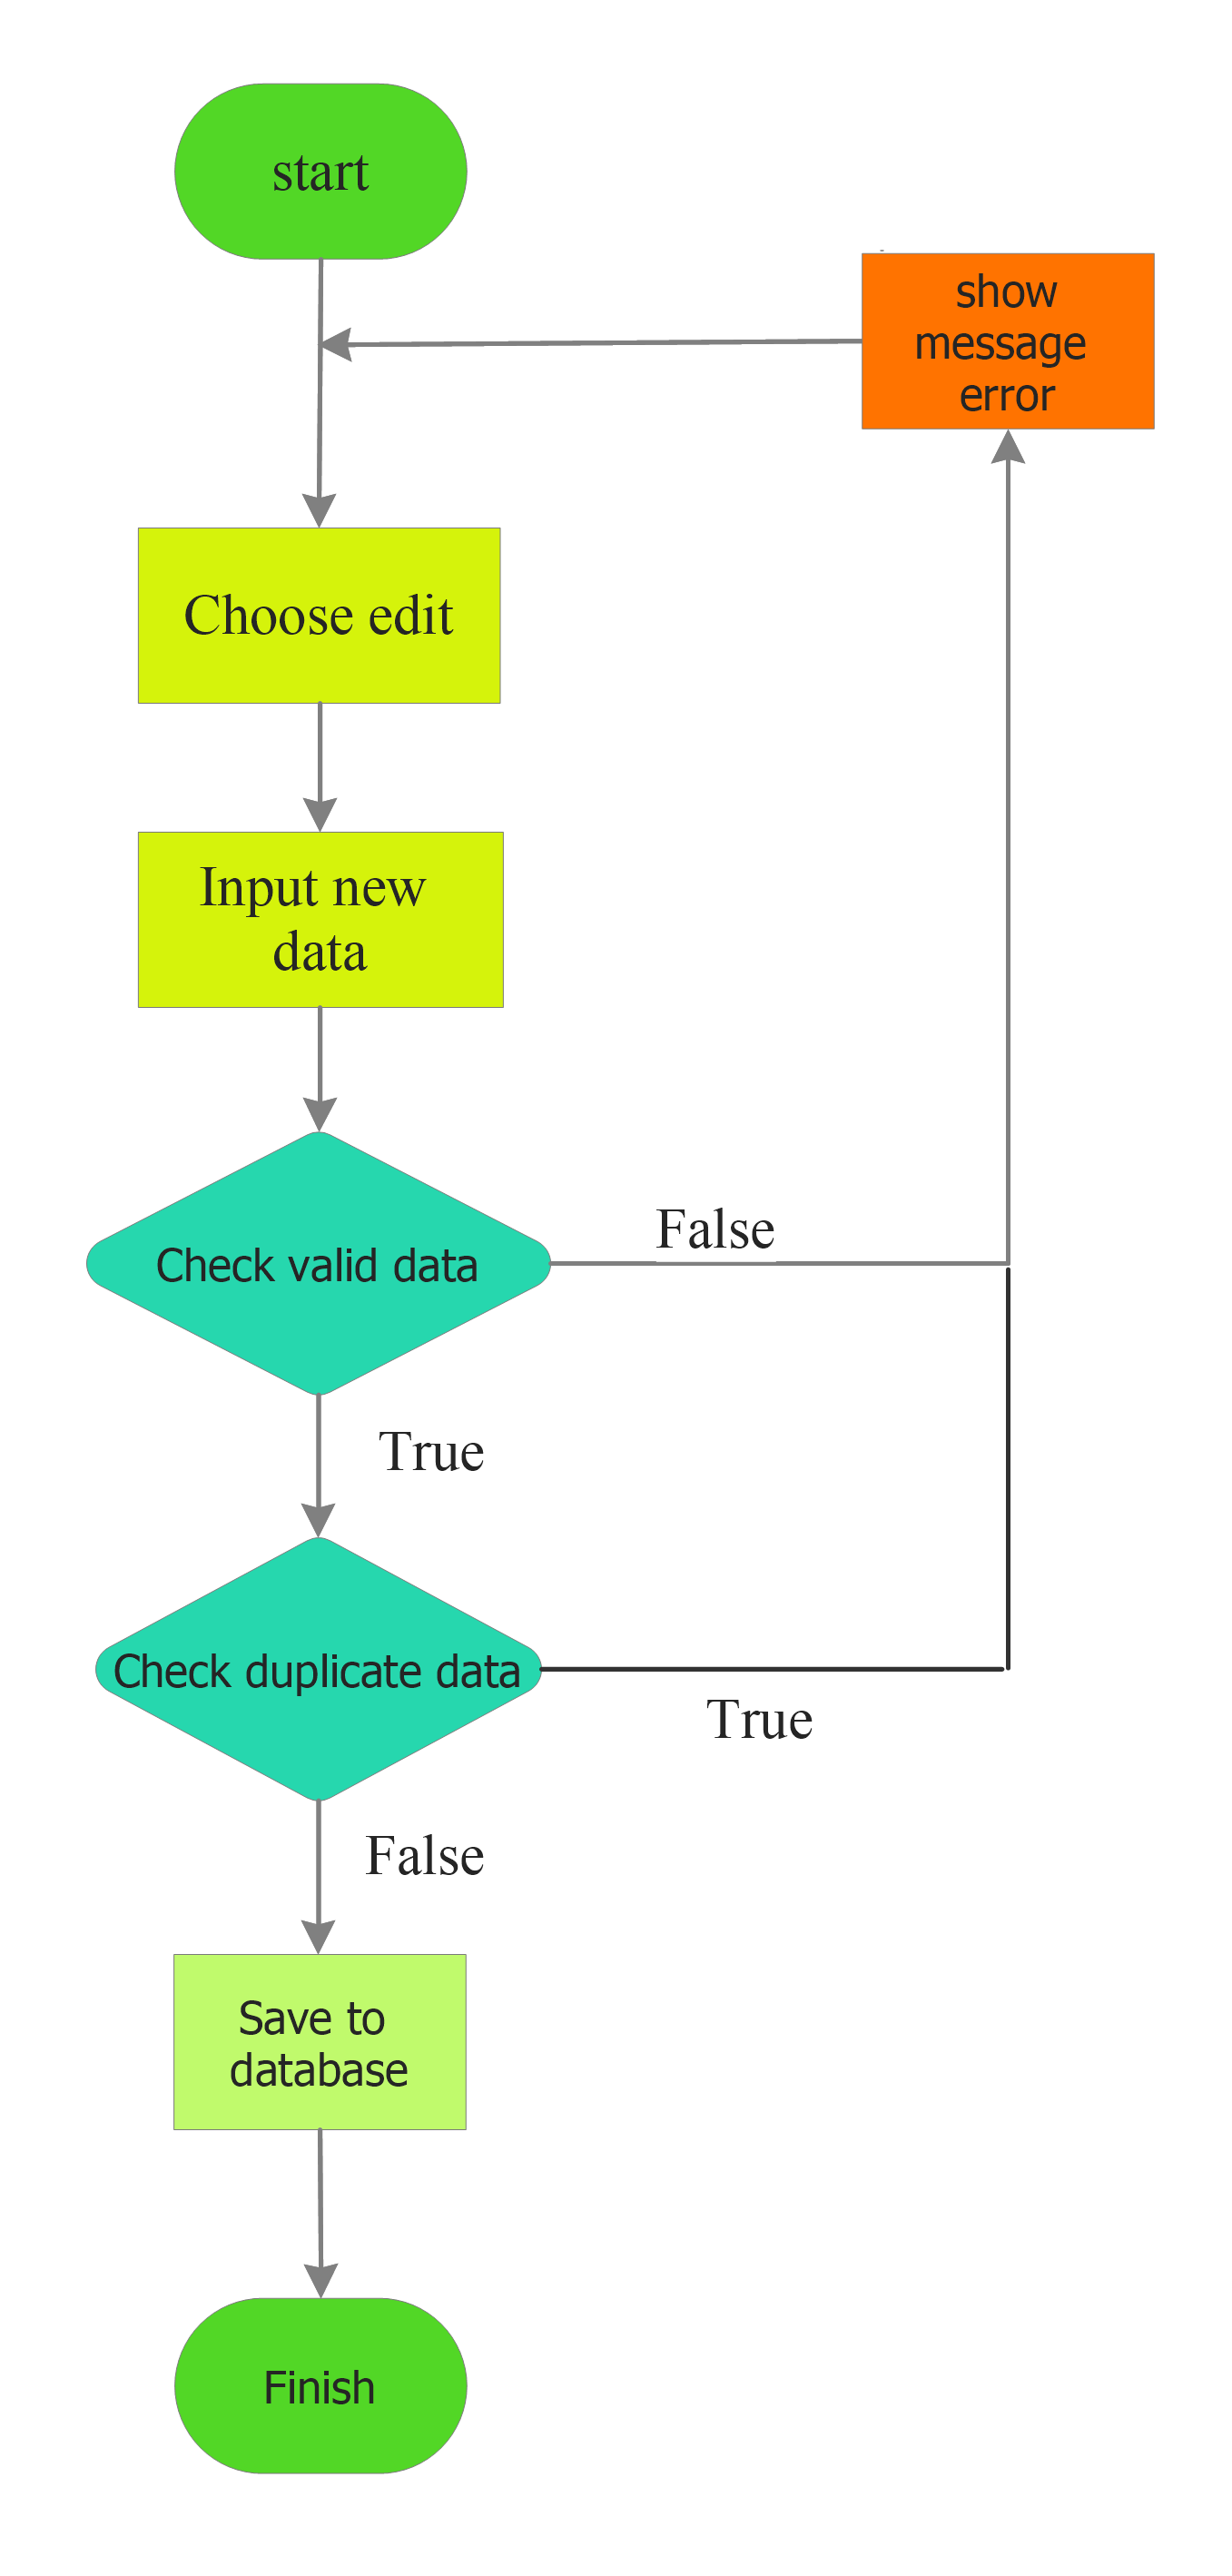 start
show
message
error
Choose edit
Input new
data
Check valid data
False
True
Check duplicate data
True
False
Save to
database
Finish